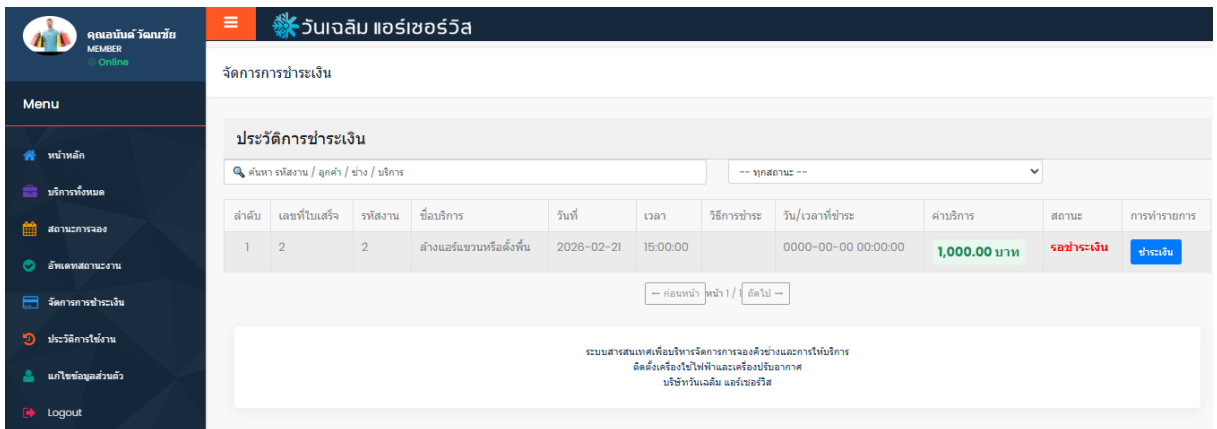 คุณอนันต์ วัฒนชัย
MEMBER
Online
Menu
หน้าหลัก
บริการทั้งหมด
สถานะการจอง
อัพเดทสถานะงาน
จัดการการชำระเงิน
ประวัติการใช้งาน
แก้ไขข้อมูลส่วนตัว
Logout
วันเฉลิม แอร์เซอร์วิส
จัดการการชำระเงิน
ประวัติการชำระเงิน
ค้นหา รหัสงาน / ลูกค้า / ช่าง / บริการ
-- ทุกสถานะ --
ลำดับ เลขที่ใบเสร็จ รหัสงาน ชื่อบริการ วันที่ เวลา วิธีการชำระ วัน/เวลาที่ชำระ ค่าบริการ สถานะ การทำรายการ
1 2 2 ล้างแอร์แขวนหรือตั้งพื้น 2026-02-21 15:00:00 0000-00-00 00:00:00 1,000.00 บาท รอชำระเงิน ชำระเงิน
← ก่อนหน้า หน้า 1 / 1 ถัดไป →
ระบบสารสนเทศเพื่อบริหารจัดการการจองคิวช่างและการให้บริการ
ติดตั้งเครื่องใช้ไฟฟ้าและเครื่องปรับอากาศ
บริษัทวันเฉลิม แอร์เซอร์วิส